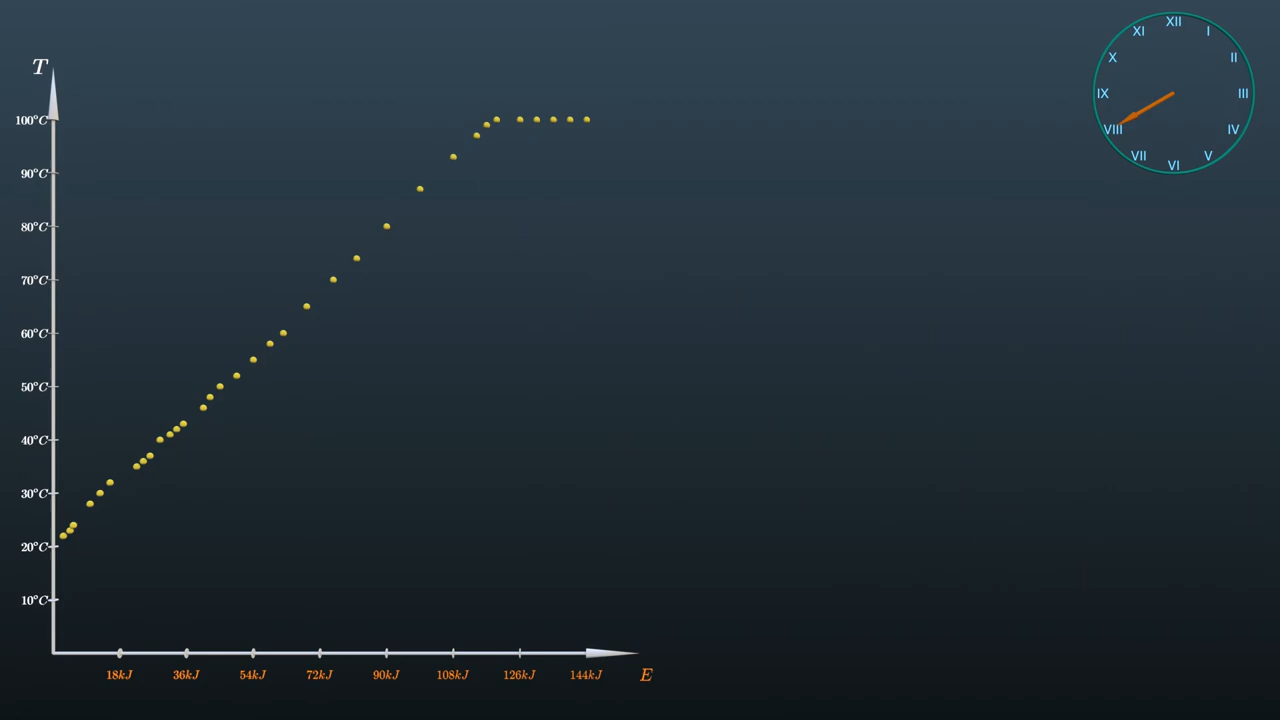 T
100°C
90°C
80°C
70°C
60°C
50°C
40°C
30°C
20°C
10°C
18kJ 36kJ 54kJ 72kJ 90kJ 108kJ 126kJ 144kJ E
XII
XI I
X II
IX III
VIII IV
VII V
VI